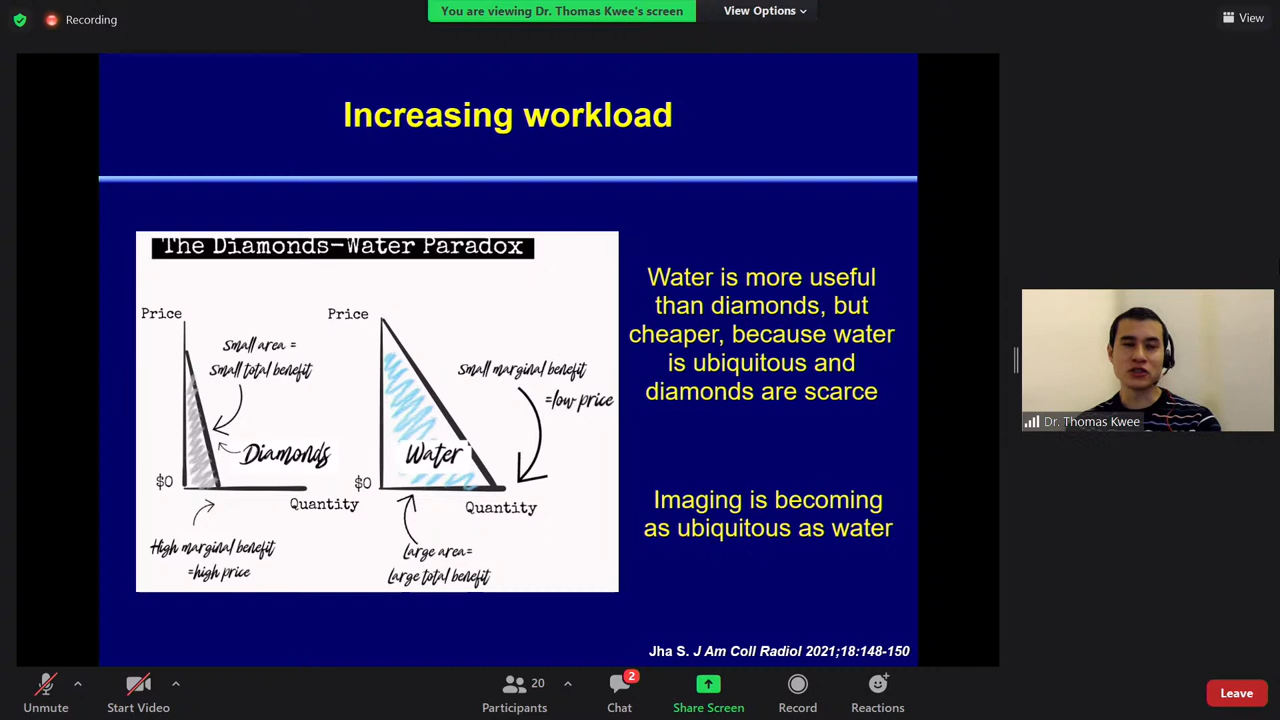 Recording
You are viewing Dr. Thomas Kwee's screen
View Options
View
Increasing workload
The Diamonds-Water Paradox
Price
Small area =
Small total benefit
Diamonds
$0
Quantity
High marginal benefit
=high price
Price
Small marginal benefit
=low price
Water
$0
Quantity
Large area=
Large total benefit
Water is more useful
than diamonds, but
cheaper, because water
is ubiquitous and
diamonds are scarce
Imaging is becoming
as ubiquitous as water
Jha S. J Am Coll Radiol 2021;18:148-150
Dr. Thomas Kwee
Unmute
Start Video
20
Participants
2
Chat
Share Screen
Record
Reactions
Leave